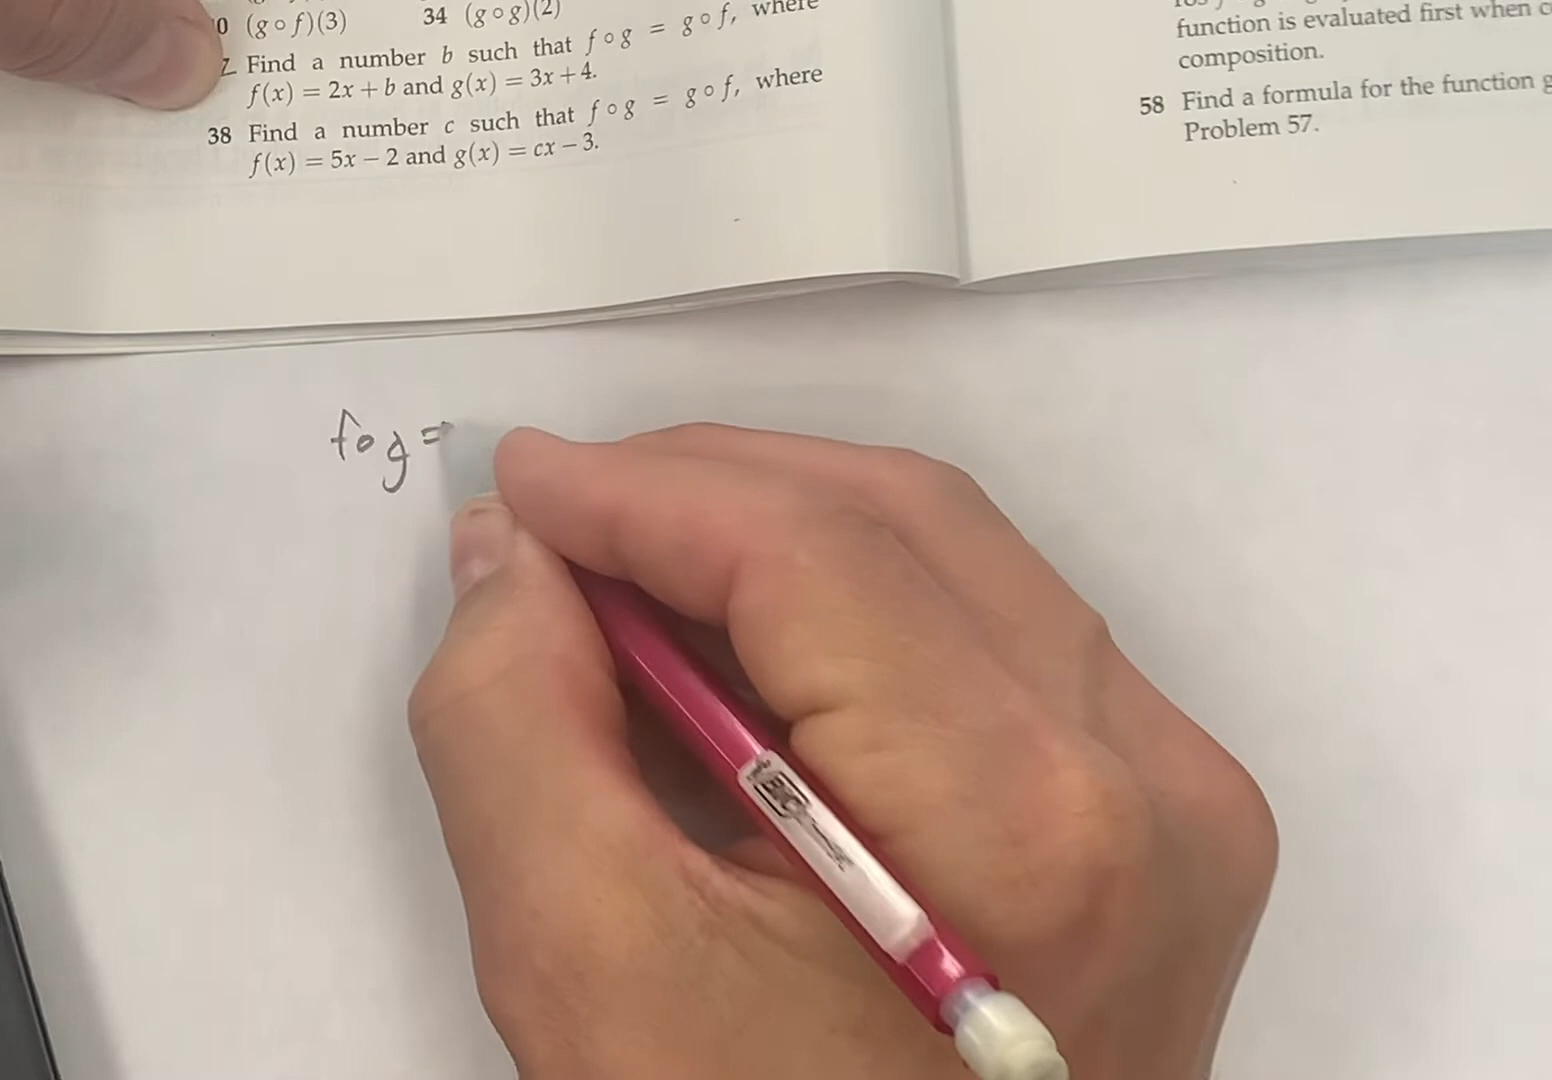 0 (g ∘ f)(3) 34 (g ∘ g)(2)
Find a number b such that f ∘ g = g ∘ f, where
f(x) = 2x + b and g(x) = 3x + 4.
38 Find a number c such that f ∘ g = g ∘ f, where
f(x) = 5x − 2 and g(x) = cx − 3.
function is evaluated first when
composition.
58 Find a formula for the function g
Problem 57.
f∘g =
BIC